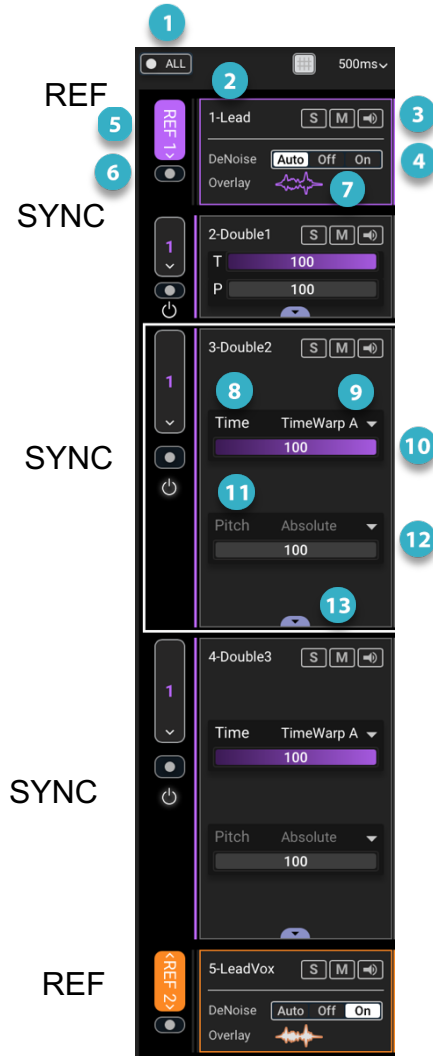 1
ALL
500ms
REF
2
5
REF 1>
1-Lead
S M
3
6
DeNoise Auto Off On
4
Overlay
7
SYNC
1
2-Double1
S M
T 100
P 100
SYNC
1
3-Double2
S M
8
9
Time TimeWarp A
100
10
11
Pitch Absolute
100
12
13
SYNC
1
4-Double3
S M
Time TimeWarp A
100
Pitch Absolute
100
REF
<REF 2>
5-LeadVox
S M
DeNoise Auto Off On
Overlay